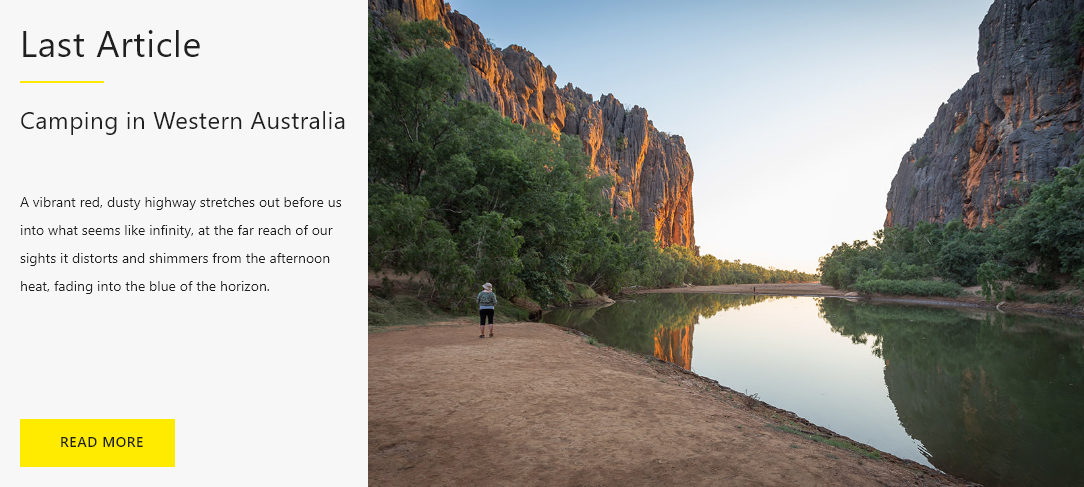 Last Article
Camping in Western Australia
A vibrant red, dusty highway stretches out before us
into what seems like infinity, at the far reach of our
sights it distorts and shimmers from the afternoon
heat, fading into the blue of the horizon.
READ MORE